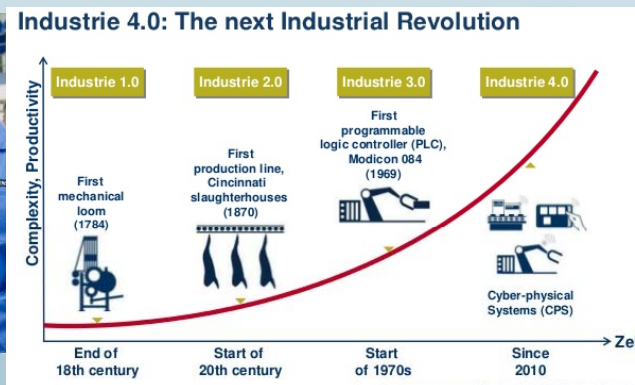 Industrie 4.0: The next Industrial Revolution
Complexity, Productivity
Industrie 1.0
Industrie 2.0
Industrie 3.0
Industrie 4.0
First
mechanical
loom
(1784)
First
production line,
Cincinnati
slaughterhouses
(1870)
First
programmable
logic controller (PLC),
Modicon 084
(1969)
Cyber-physical
Systems (CPS)
End of
18th century
Start of
20th century
Start
of 1970s
Since
2010